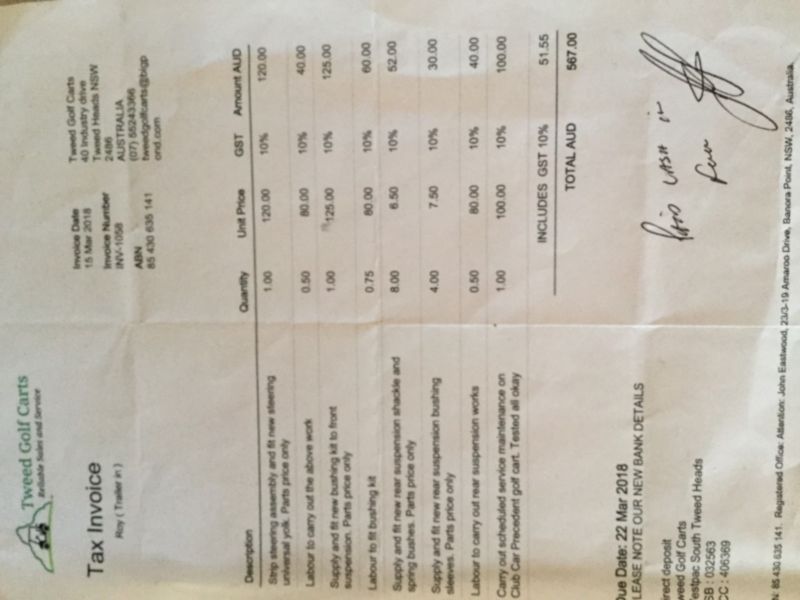 Tweed Golf Carts
Reliable Sales and Service
Tax Invoice
Roy ( Trailer in )
Invoice Date
15 Mar 2018
Invoice Number
INV-1058
ABN
85 430 635 141
Tweed Golf Carts
40 Industry drive
Tweed Heads NSW
2486
AUSTRALIA
(07) 55243366
tweedgolfcarts@bigp
ond.com
Description Quantity Unit Price GST Amount AUD
Strip steering assembly and fit new steering 1.00 120.00 10% 120.00
universal yolk. Parts price only
Labour to carry out the above work 0.50 80.00 10% 40.00
Supply and fit new bushing kit to front 1.00 125.00 10% 125.00
suspension. Parts price only
Labour to fit bushing kit 0.75 80.00 10% 60.00
Supply and fit new rear suspension shackle and 8.00 6.50 10% 52.00
spring bushes. Parts price only
Supply and fit new rear suspension bushing 4.00 7.50 10% 30.00
sleeves. Parts price only
Labour to carry out rear suspension works 0.50 80.00 10% 40.00
Carry out scheduled service maintenance on 1.00 100.00 10% 100.00
Club Car Precedent golf cart. Tested all okay
INCLUDES GST 10% 51.55
TOTAL AUD 567.00
PAID CASH in
Full
ue Date: 22 Mar 2018
LEASE NOTE OUR NEW BANK DETAILS
irect deposit
weed Golf Carts
estpac South Tweed Heads
SB : 032563
CC : 406369
N: 85 430 635 141. Registered Office: Attention: John Eastwood, 23/3-19 Amaroo Drive, Banora Point, NSW, 2486, Australia.